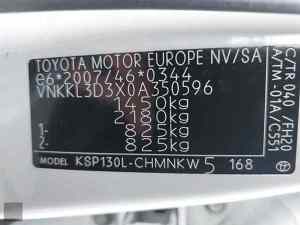 TOYOTA MOTOR EUROPE NV/SA
e6*2007/46*0344
VNKKL3D3X0A350596
1450kg
2180kg
1- 825kg
2- 825kg
MODEL KSP130L-CHMNKW 5 168
C/TR 040 /FH20
A/TM -01A/C551